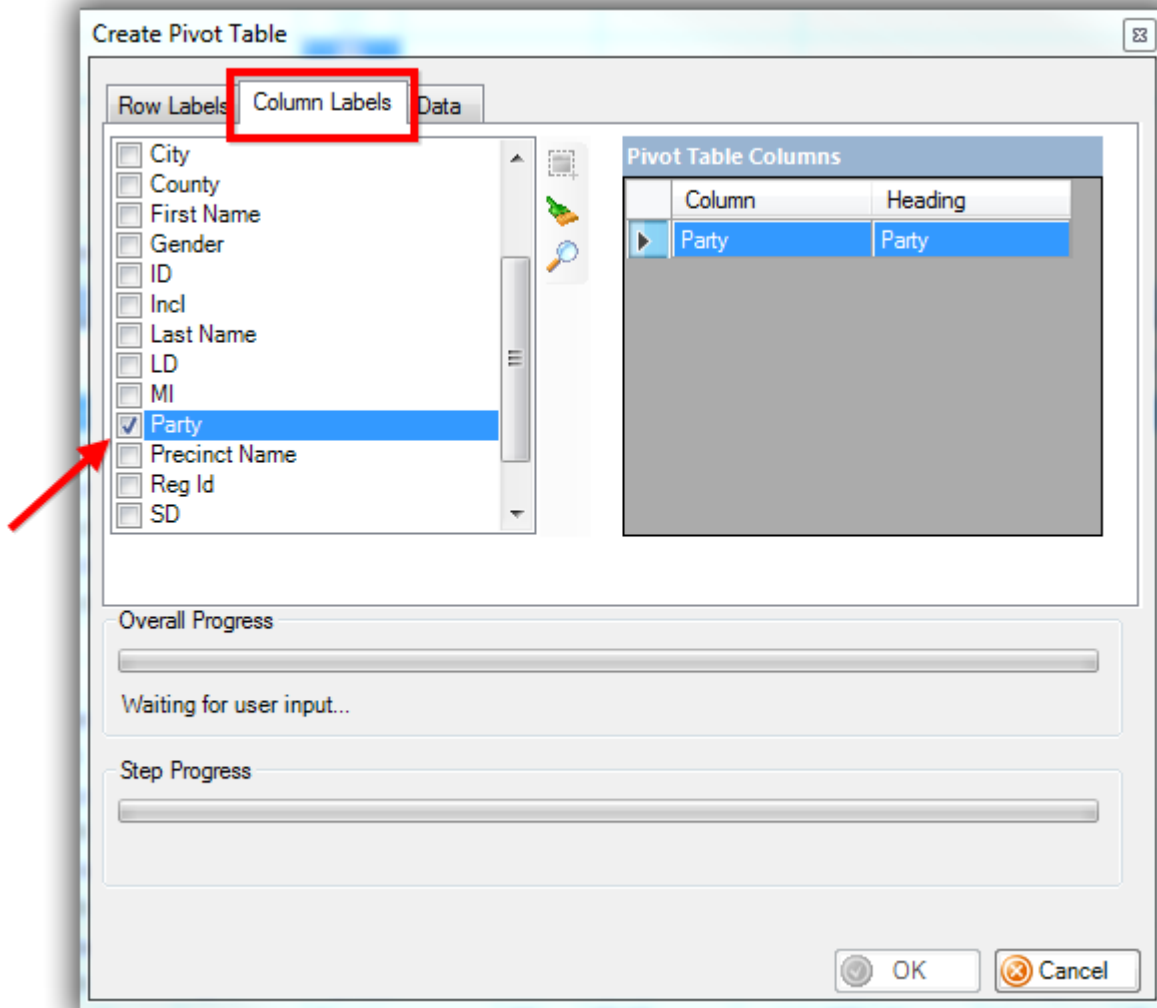 Create Pivot Table
Row Labels Column Labels Data
City
County
First Name
Gender
ID
Incl
Last Name
LD
MI
Party
Precinct Name
Reg Id
SD
Pivot Table Columns
Column Heading
Party Party
Overall Progress
Waiting for user input...
Step Progress
OK Cancel